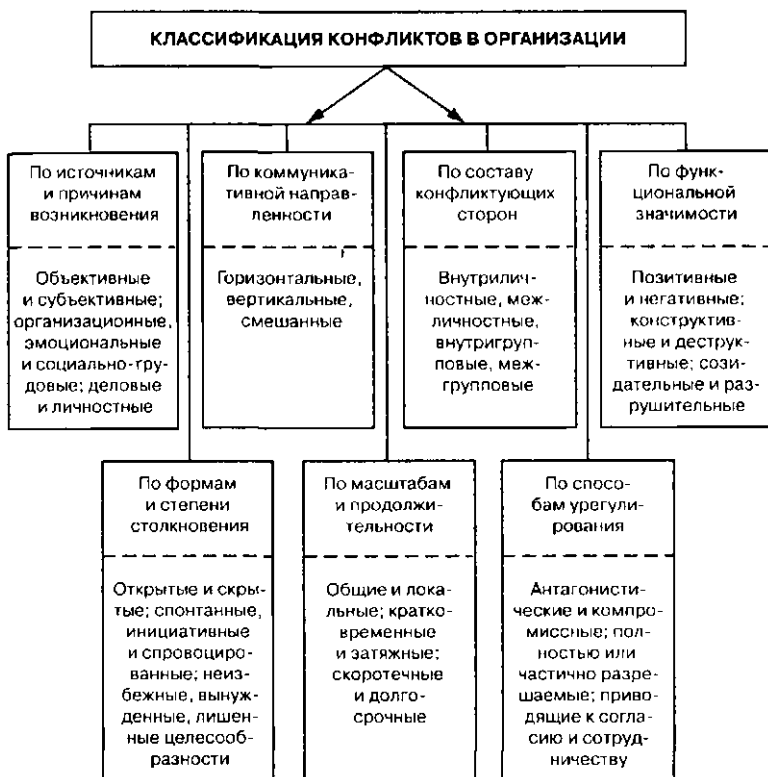 КЛАССИФИКАЦИЯ КОНФЛИКТОВ В ОРГАНИЗАЦИИ
По источникам
и причинам
возникновения
Объективные
и субъективные;
организационные,
эмоциональные
и социально-тру-
довые; деловые
и личностные
По коммуника-
тивной направ-
ленности
Горизонтальные,
вертикальные,
смешанные
По составу
конфликтующих
сторон
Внутрилич-
ностные, меж-
личностные,
внутригруп-
повые, меж-
групповые
По функ-
циональной
значимости
Позитивные
и негативные;
конструктив-
ные и деструк-
тивные; сози-
дательные и раз-
рушительные
По формам
и степени
столкновения
Открытые и скры-
тые; спонтанные,
инициативные
и спровоциро-
ванные; неиз-
бежные, вынуж-
денные, лишен-
ные целесооб-
разности
По масштабам
и продолжи-
тельности
Общие и лока-
льные; кратко-
временные
и затяжные;
скоротечные
и долго-
срочные
По спосо-
бам урегули-
рования
Антагонисти-
ческие и компро-
миссные; пол-
ностью или
частично разре-
шаемые; приво-
дящие к согла-
сию и сотруд-
ничеству